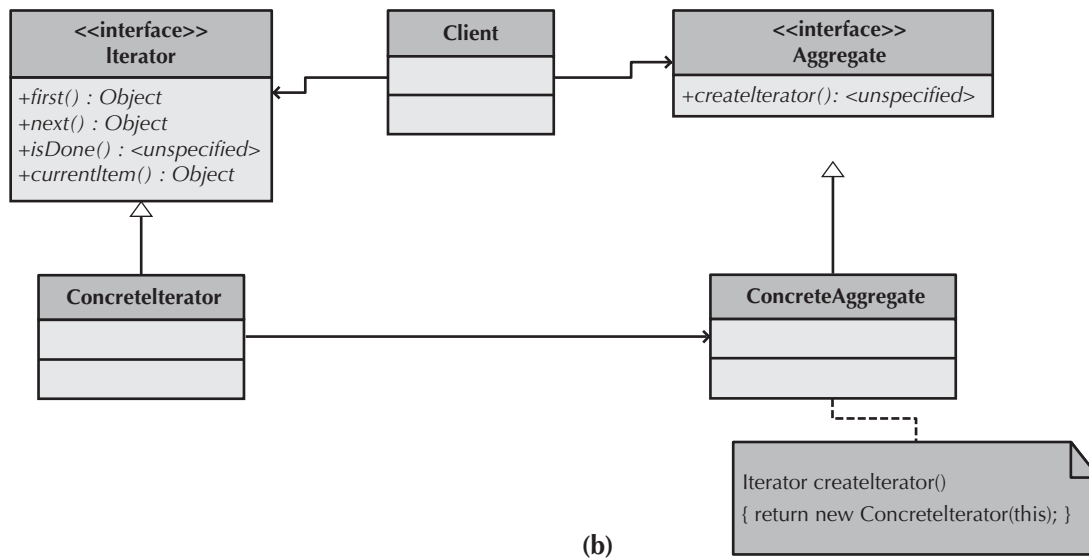 <<interface>>
Iterator
+first() : Object
+next() : Object
+isDone() : <unspecified>
+currentItem() : Object
Client
<<interface>>
Aggregate
+createIterator(): <unspecified>
ConcreteIterator
ConcreteAggregate
Iterator createIterator()
{ return new ConcreteIterator(this); }
(b)